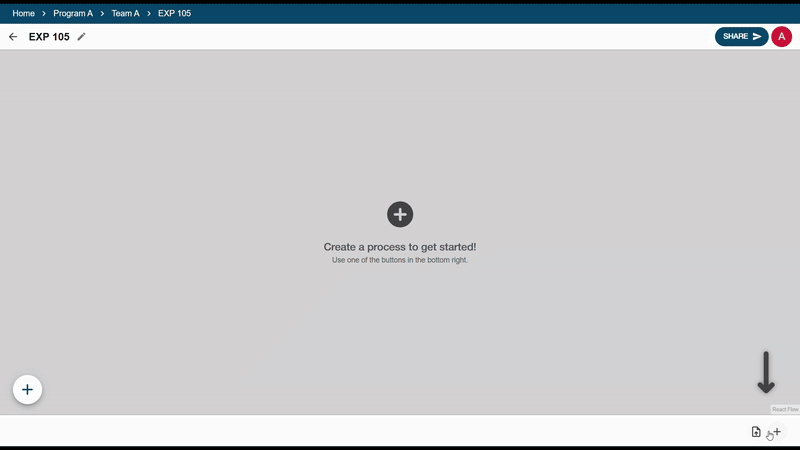 Home > Program A > Team A > EXP 105
EXP 105
SHARE
A
Create a process to get started!
Use one of the buttons in the bottom right.
React Flow